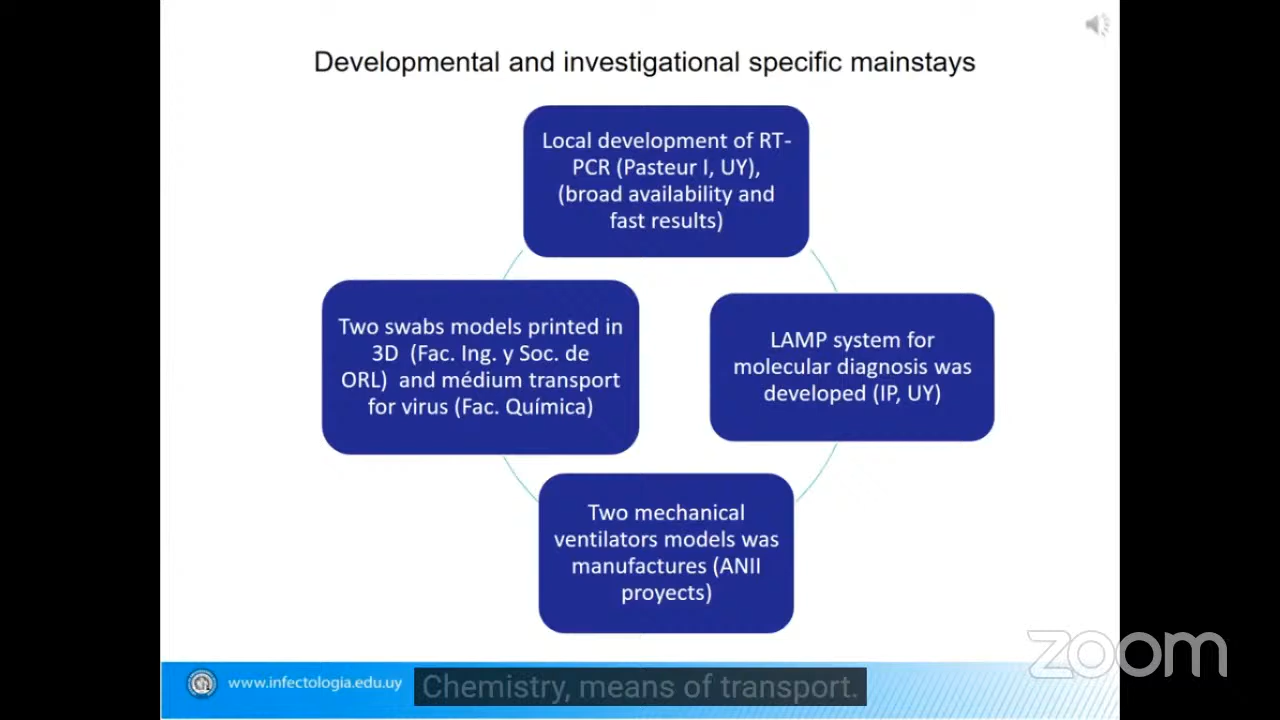 Developmental and investigational specific mainstays
Local development of RT-
PCR (Pasteur I, UY),
(broad availability and
fast results)
Two swabs models printed in
3D (Fac. Ing. y Soc. de
ORL) and médium transport
for virus (Fac. Química)
LAMP system for
molecular diagnosis was
developed (IP, UY)
Two mechanical
ventilators models was
manufactures (ANII
proyects)
zoom
www.infectologia.edu.uy
Chemistry, means of transport.